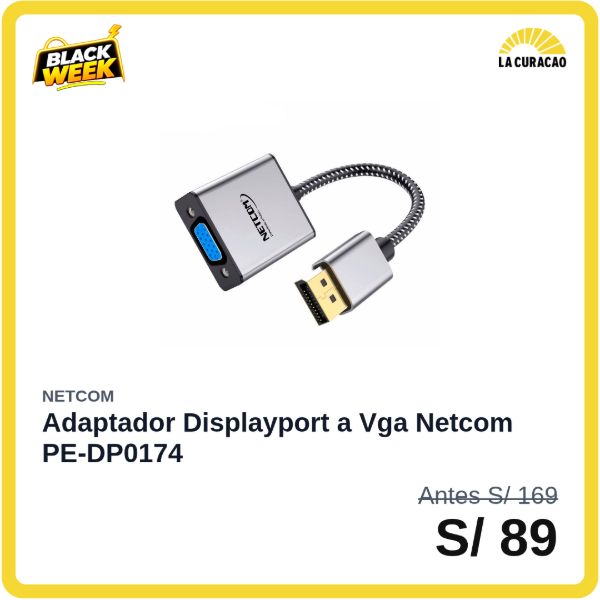 BLACK
WEEK
LA CURACAO
NETCOM
NETCOM
Adaptador Displayport a Vga Netcom
PE-DP0174
Antes S/ 169
S/ 89